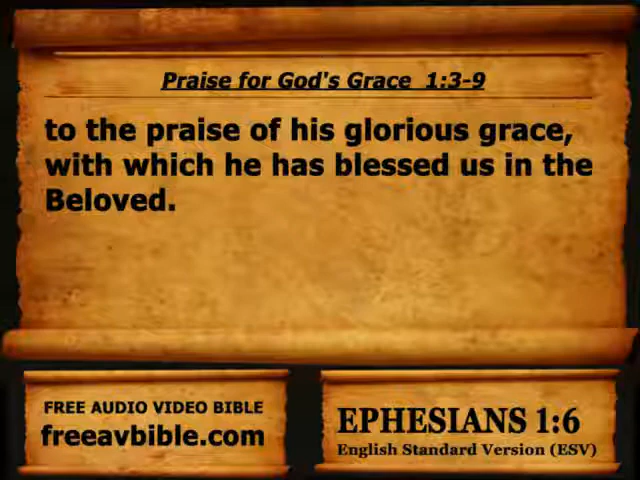 Praise for God's Grace 1:3-9
to the praise of his glorious grace,
with which he has blessed us in the
Beloved.
FREE AUDIO VIDEO BIBLE
freeavbible.com
EPHESIANS 1:6
English Standard Version (ESV)